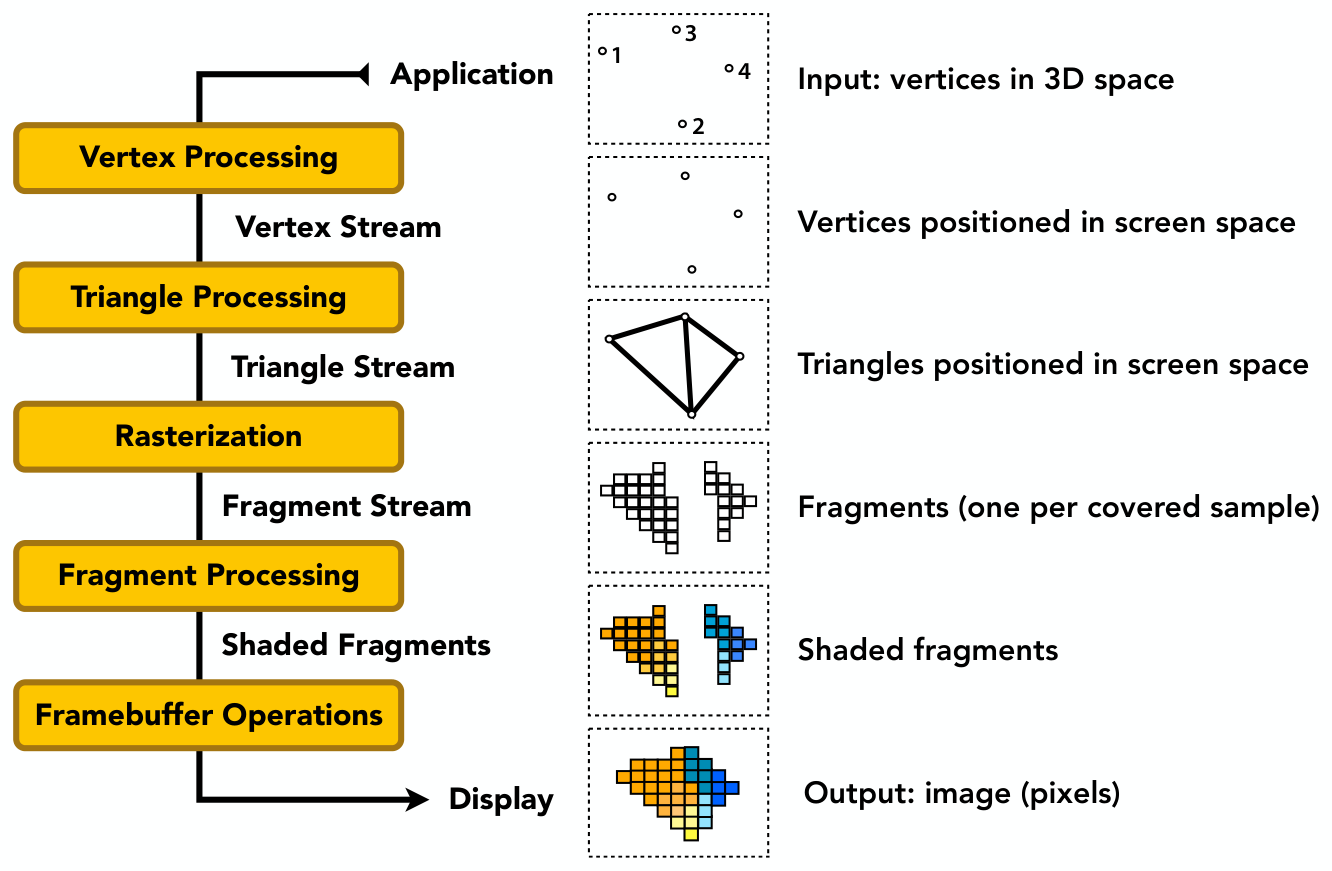 Application
3
1
4
2
Input: vertices in 3D space
Vertex Processing
Vertex Stream
Vertices positioned in screen space
Triangle Processing
Triangle Stream
Triangles positioned in screen space
Rasterization
Fragment Stream
Fragments (one per covered sample)
Fragment Processing
Shaded Fragments
Shaded fragments
Framebuffer Operations
Display
Output: image (pixels)